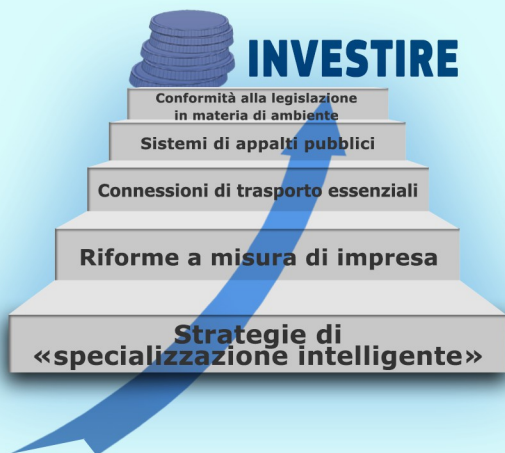 INVESTIRE
Conformità alla legislazione
in materia di ambiente
Sistemi di appalti pubblici
Connessioni di trasporto essenziali
Riforme a misura di impresa
Strategie di
«specializzazione intelligente»